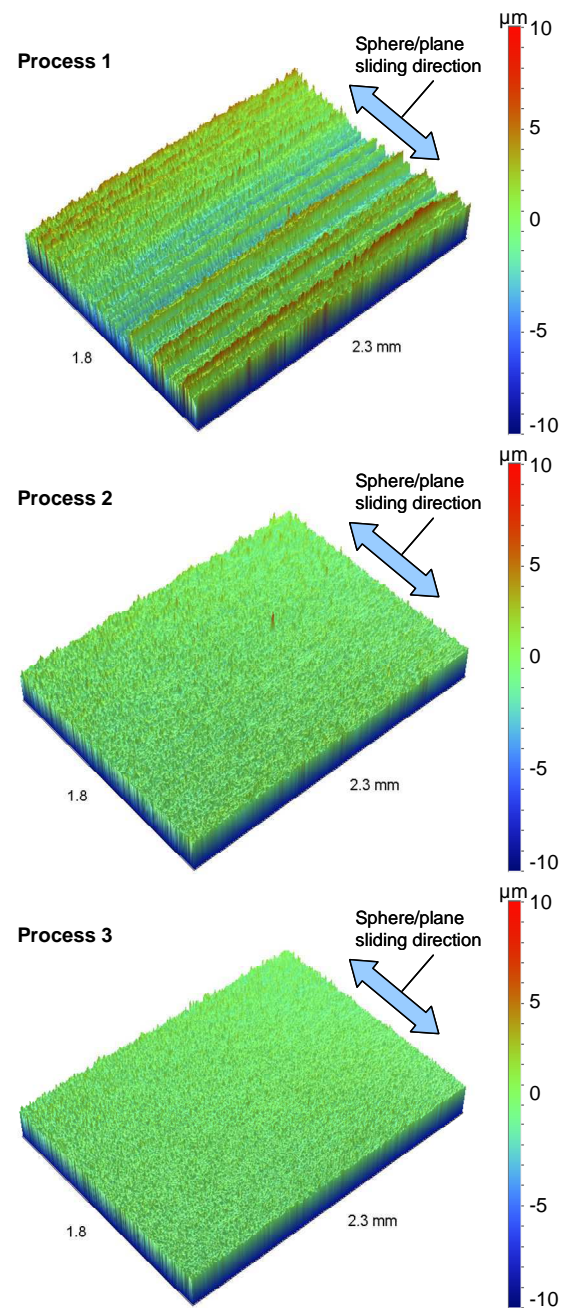 µm
10
Process 1
Sphere/plane
sliding direction
5
0
-5
1.8
2.3 mm
-10
µm
10
Process 2
Sphere/plane
sliding direction
5
0
-5
1.8
2.3 mm
-10
µm
10
Process 3
Sphere/plane
sliding direction
5
0
-5
1.8
2.3 mm
-10